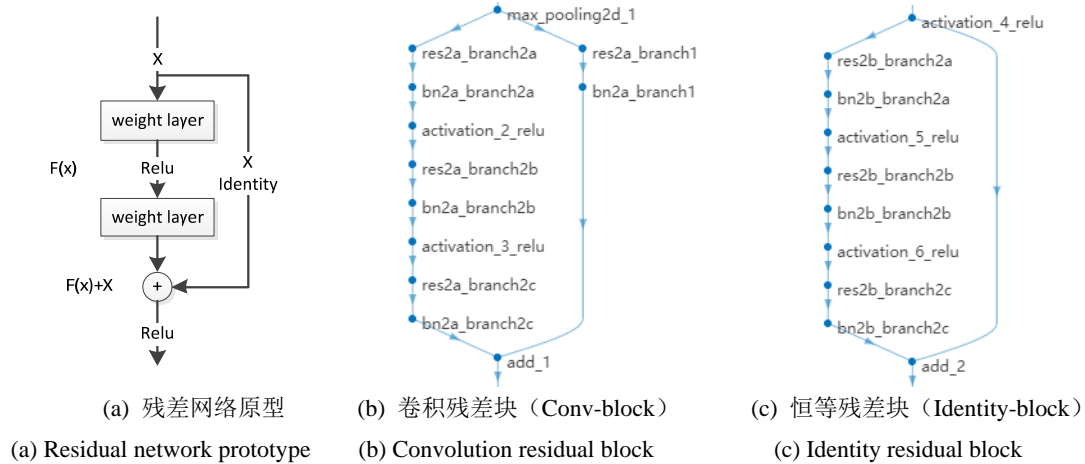 X
weight layer
F(x)
Relu
X
Identity
weight layer
F(x)+X
+
Relu
max_pooling2d_1
res2a_branch2a
res2a_branch1
bn2a_branch2a
bn2a_branch1
activation_2_relu
res2a_branch2b
bn2a_branch2b
activation_3_relu
res2a_branch2c
bn2a_branch2c
add_1
activation_4_relu
res2b_branch2a
bn2b_branch2a
activation_5_relu
res2b_branch2b
bn2b_branch2b
activation_6_relu
res2b_branch2c
bn2b_branch2c
add_2
(a) 残差网络原型
(b) 卷积残差块（Conv-block）
(c) 恒等残差块（Identity-block）
(a) Residual network prototype
(b) Convolution residual block
(c) Identity residual block